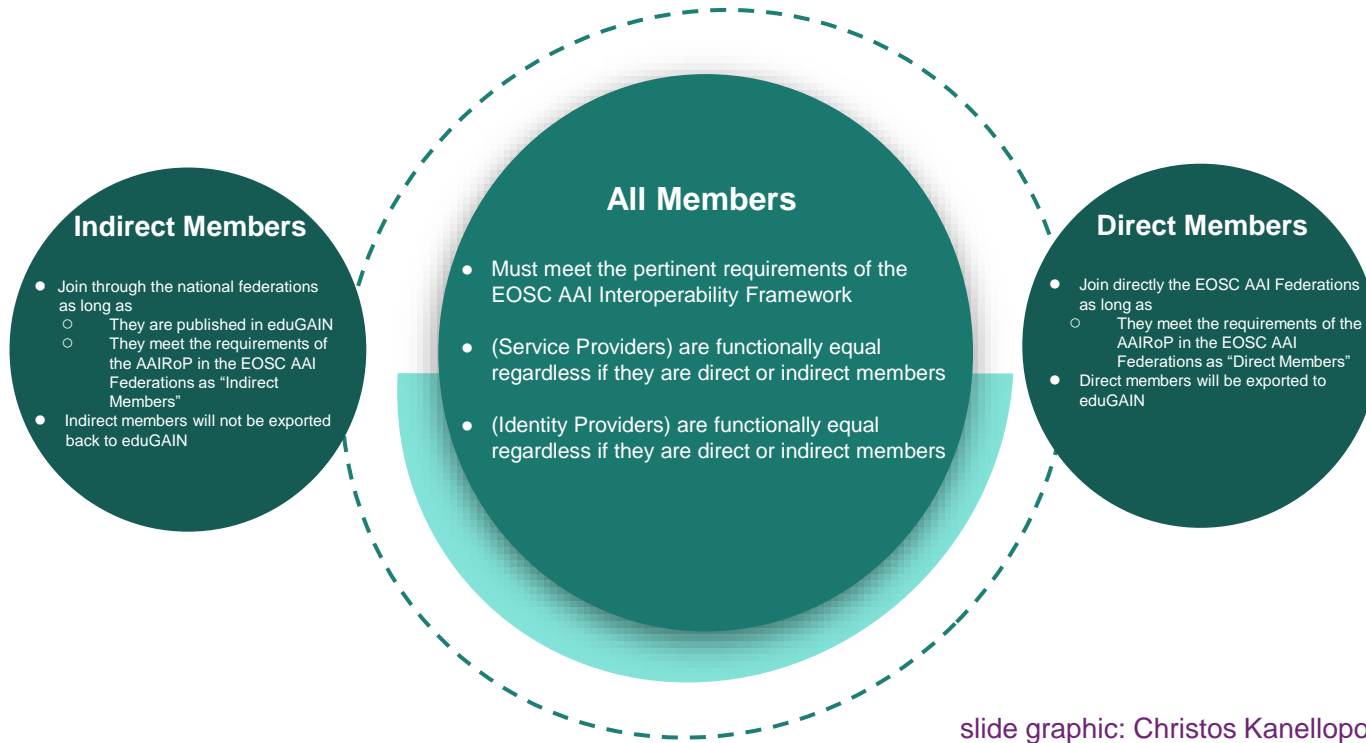 Indirect Members
● Join through the national federations
as long as
○ They are published in eduGAIN
○ They meet the requirements of
the AAIRoP in the EOSC AAI
Federations as “Indirect
Members”
● Indirect members will not be exported
back to eduGAIN
All Members
● Must meet the pertinent requirements of the
EOSC AAI Interoperability Framework
● (Service Providers) are functionally equal
regardless if they are direct or indirect members
● (Identity Providers) are functionally equal
regardless if they are direct or indirect members
Direct Members
● Join directly the EOSC AAI Federations
as long as
○ They meet the requirements of the
AAIRoP in the EOSC AAI
Federations as “Direct Members”
● Direct members will be exported to
eduGAIN
slide graphic: Christos Kanellopo